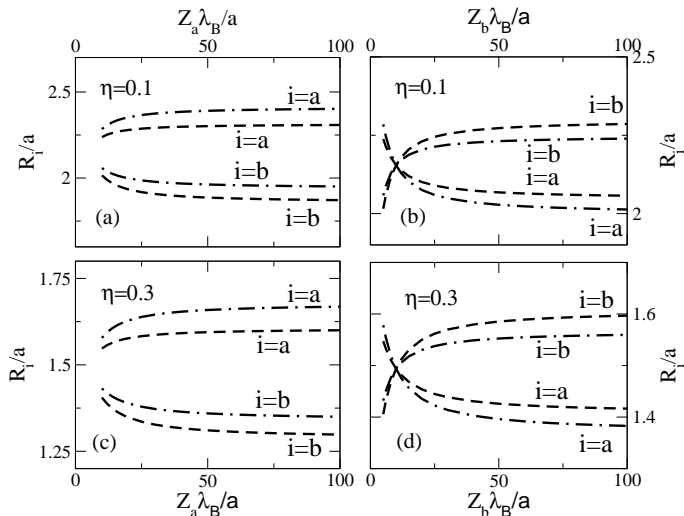 Z_aλ_B/a
Z_bλ_B/a
0 50 100
0 50 100
2.5
η=0.1
i=a
i=a
R_i/a
2
i=b
i=b
(a)
2.5
η=0.1
i=b
i=b
i=a
R_i/a
(b)
i=a
2
1.75
η=0.3
i=a
i=a
R_i/a
1.5
i=b
(c)
i=b
1.25
η=0.3
i=b
1.6
i=b
R_i/a
i=a
(d)
i=a
1.4
0 50 100
0 25 50 75 100
Z_aλ_B/a
Z_bλ_B/a